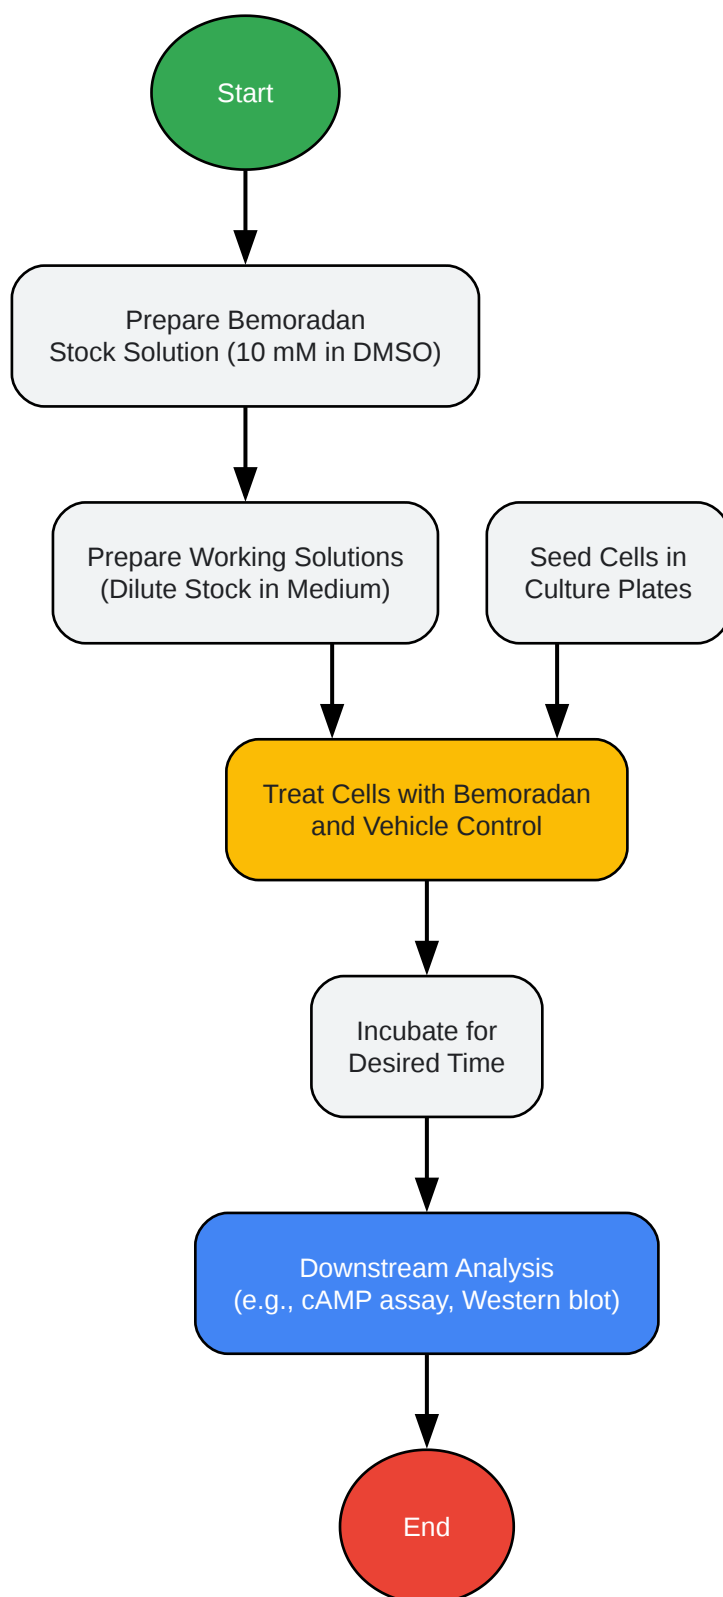 Start
Prepare Bemoradan
Stock Solution (10 mM in DMSO)
Prepare Working Solutions
(Dilute Stock in Medium)
Seed Cells in
Culture Plates
Treat Cells with Bemoradan
and Vehicle Control
Incubate for
Desired Time
Downstream Analysis
(e.g., cAMP assay, Western blot)
End